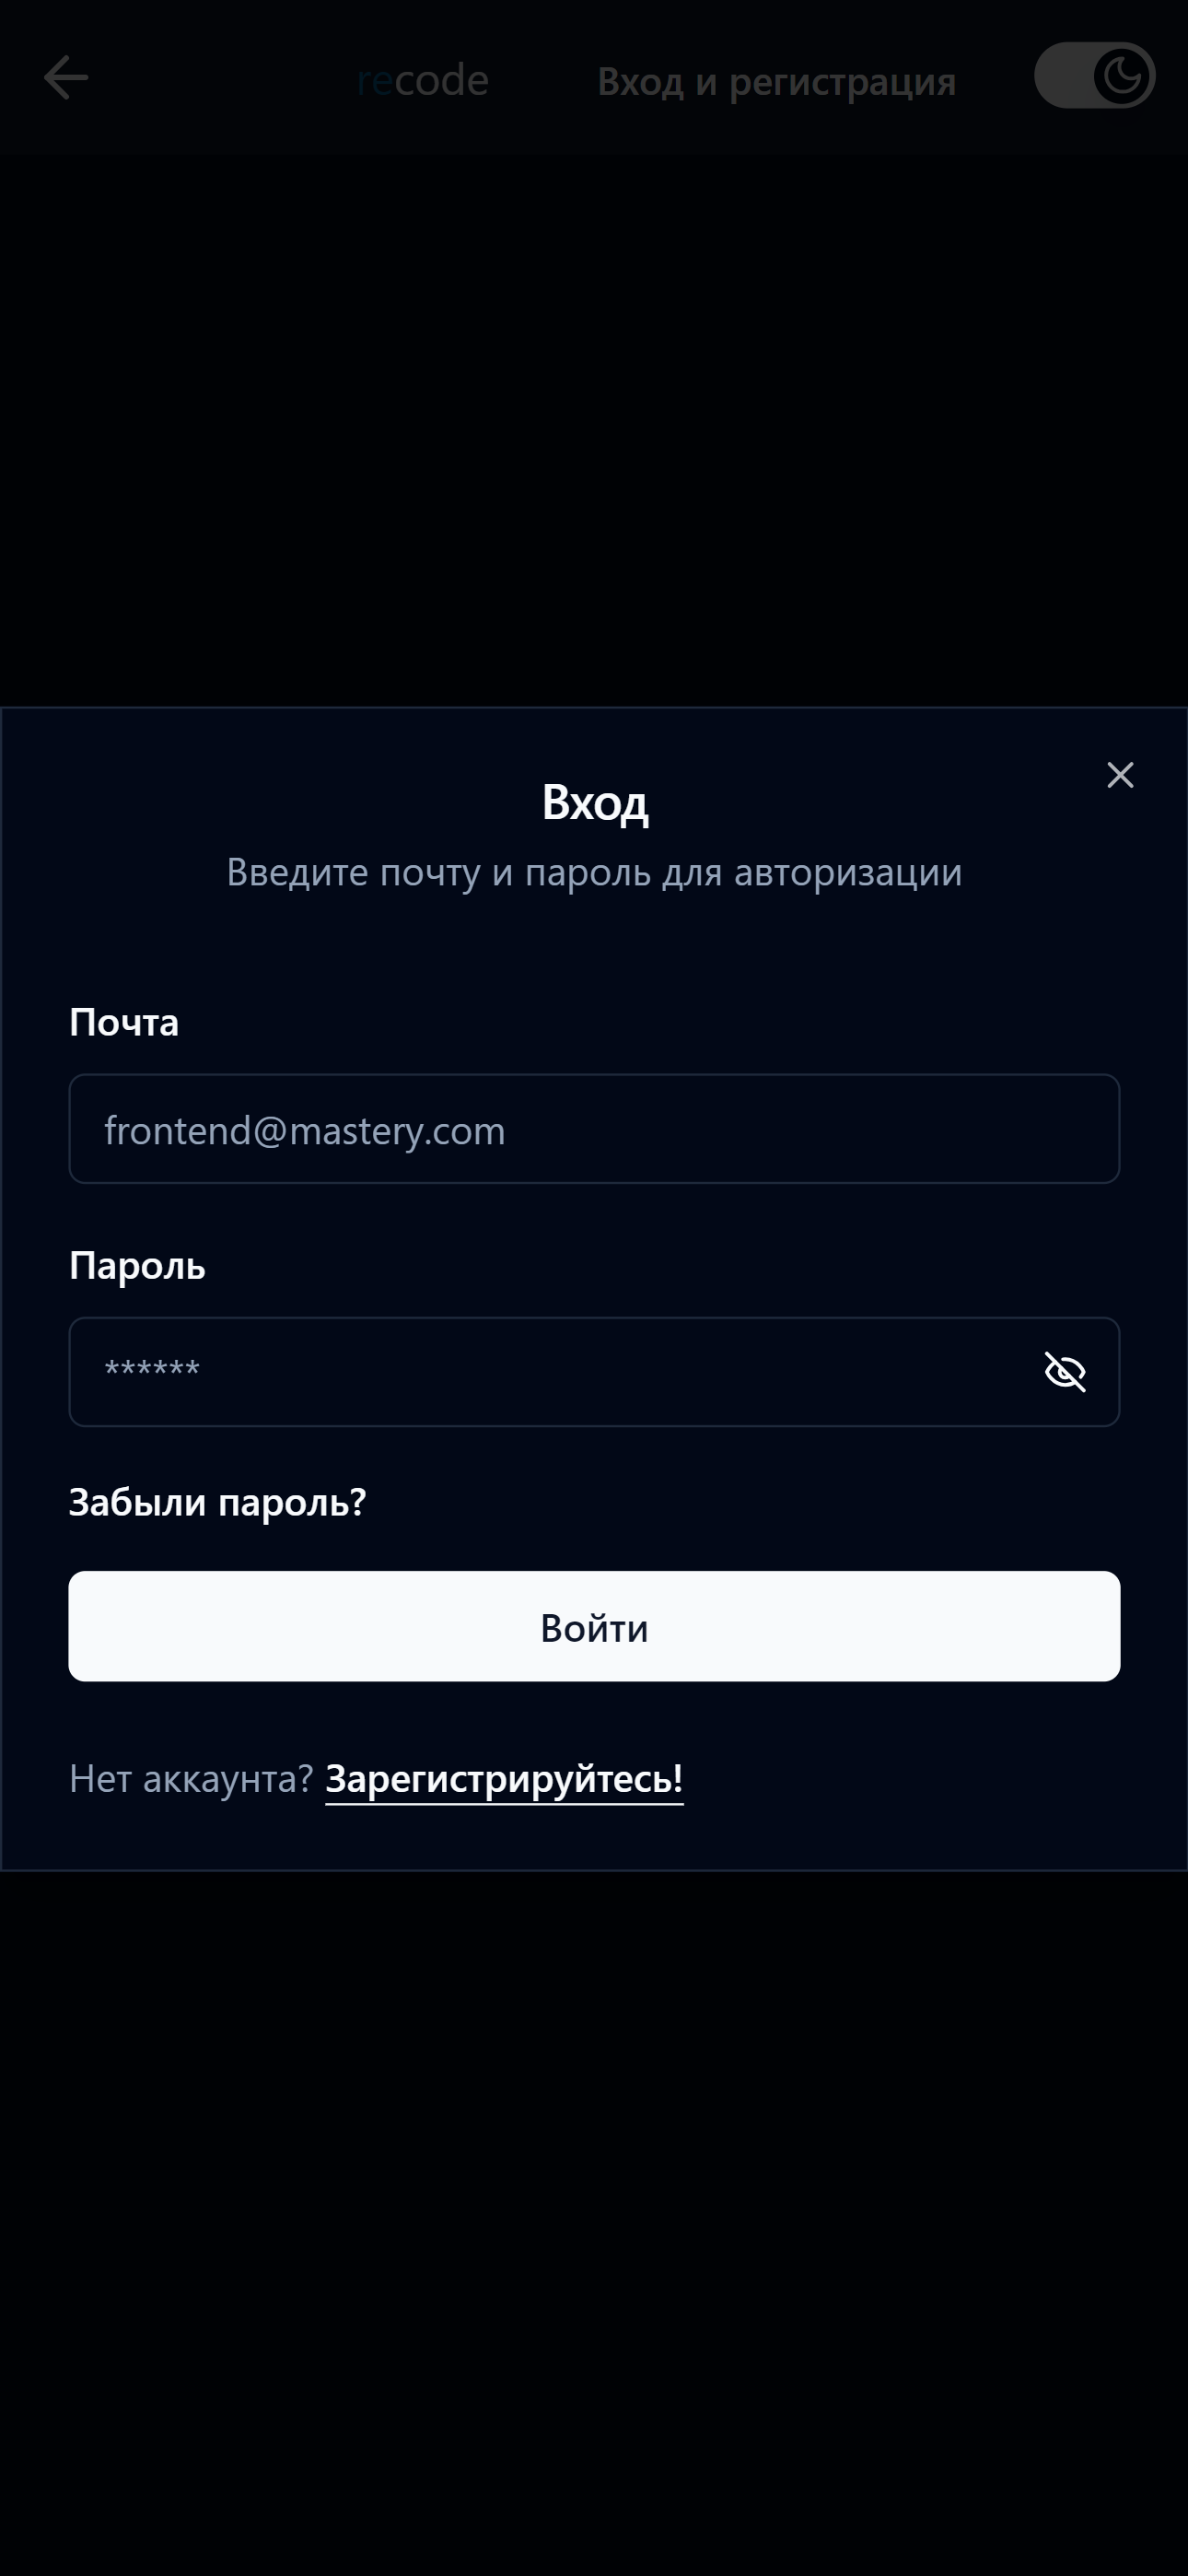 recode Вход и регистрация
Вход
Введите почту и пароль для авторизации
Почта
frontend@mastery.com
Пароль
******
Забыли пароль?
Войти
Нет аккаунта? Зарегистрируйтесь!